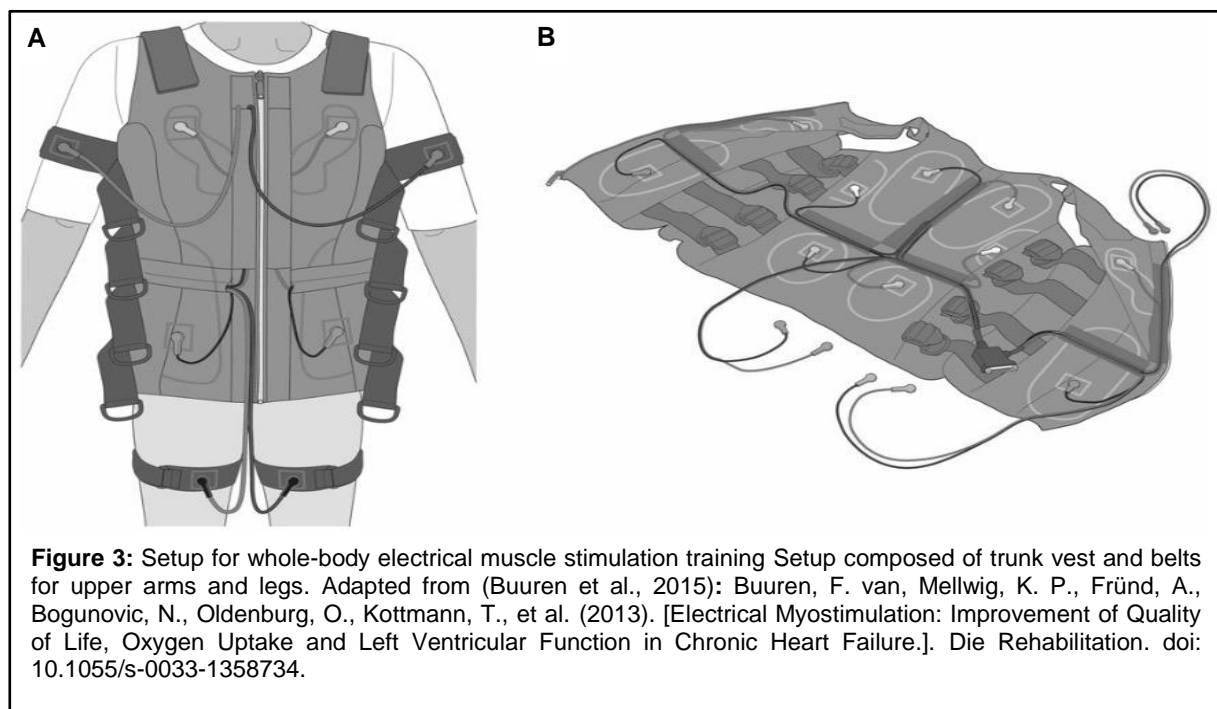 A
B
Figure 3: Setup for whole-body electrical muscle stimulation training Setup composed of trunk vest and belts
for upper arms and legs. Adapted from (Buuren et al., 2015): Buuren, F. van, Mellwig, K. P., Fründ, A.,
Bogunovic, N., Oldenburg, O., Kottmann, T., et al. (2013). [Electrical Myostimulation: Improvement of Quality
of Life, Oxygen Uptake and Left Ventricular Function in Chronic Heart Failure.]. Die Rehabilitation. doi:
10.1055/s-0033-1358734.